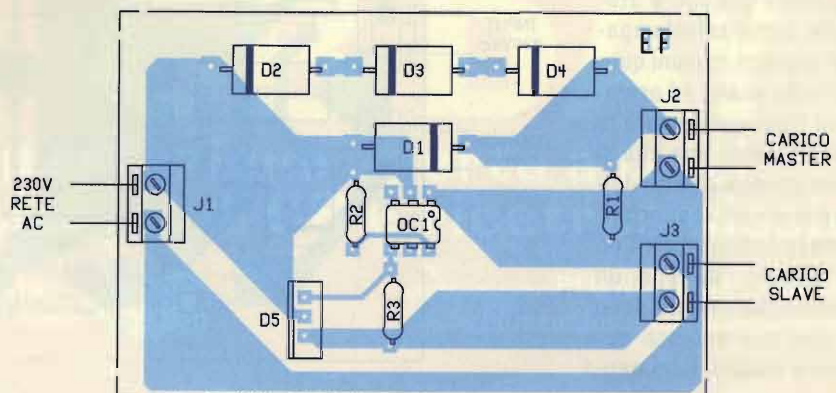 EF
D2
D3
D4
J2
D1
CARICO
MASTER
230V
RETE
AC
J1
R2
OC1
R1
J3
D5
R3
CARICO
SLAVE